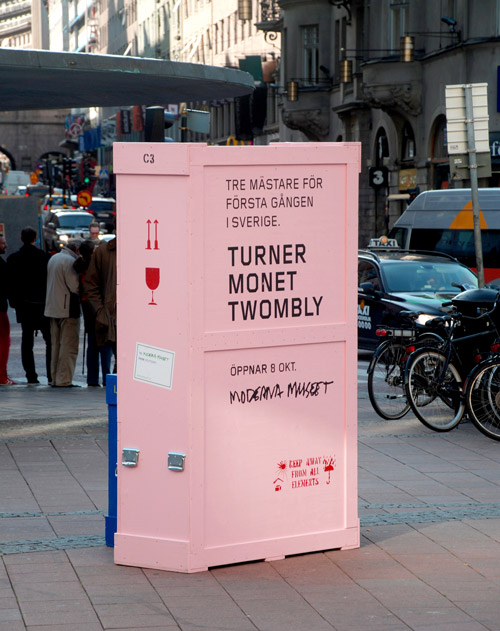 C3
TRE MÄSTARE FÖR
FÖRSTA GÅNGEN
I SVERIGE.
TURNER
MONET
TWOMBLY
ÖPPNAR 8 OKT.
MODERNA MUSEET
KEEP AWAY
FROM ALL
ELEMENTS
3